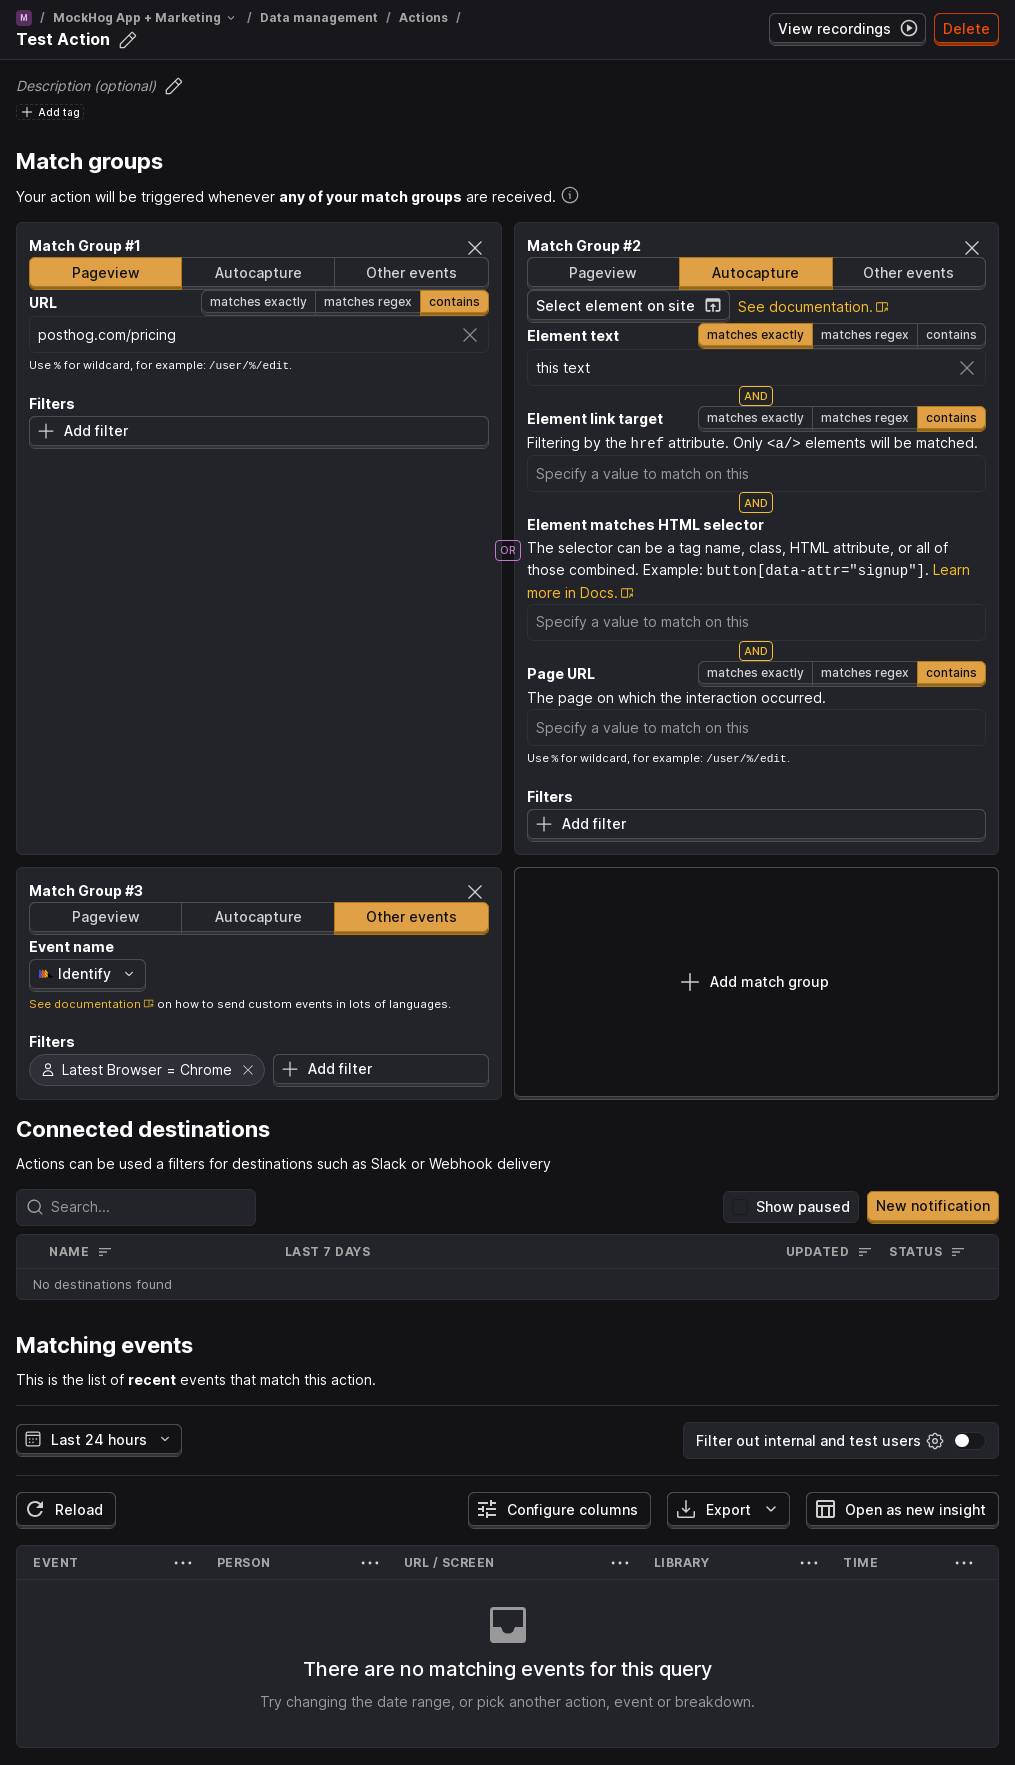 M / MockHog App + Marketing / Data management / Actions /
Test Action
View recordings
Delete
Description (optional)
Add tag
Match groups
Your action will be triggered whenever any of your match groups are received.
Match Group #1
Pageview Autocapture Other events
URL matches exactly matches regex contains
posthog.com/pricing
Use % for wildcard, for example: /user/%/edit.
Filters
Add filter
OR
Match Group #2
Pageview Autocapture Other events
Select element on site See documentation.
Element text matches exactly matches regex contains
this text
AND
Element link target matches exactly matches regex contains
Filtering by the href attribute. Only <a/> elements will be matched.
Specify a value to match on this
AND
Element matches HTML selector
The selector can be a tag name, class, HTML attribute, or all of
those combined. Example: button[data-attr="signup"]. Learn
more in Docs.
Specify a value to match on this
AND
Page URL matches exactly matches regex contains
The page on which the interaction occurred.
Specify a value to match on this
Use % for wildcard, for example: /user/%/edit.
Filters
Add filter
Match Group #3
Pageview Autocapture Other events
Event name
Identify
See documentation on how to send custom events in lots of languages.
Filters
Latest Browser = Chrome Add filter
Add match group
Connected destinations
Actions can be used a filters for destinations such as Slack or Webhook delivery
Search... Show paused New notification
NAME LAST 7 DAYS UPDATED STATUS
No destinations found
Matching events
This is the list of recent events that match this action.
Last 24 hours Filter out internal and test users
Reload Configure columns Export Open as new insight
EVENT PERSON URL / SCREEN LIBRARY TIME
There are no matching events for this query
Try changing the date range, or pick another action, event or breakdown.